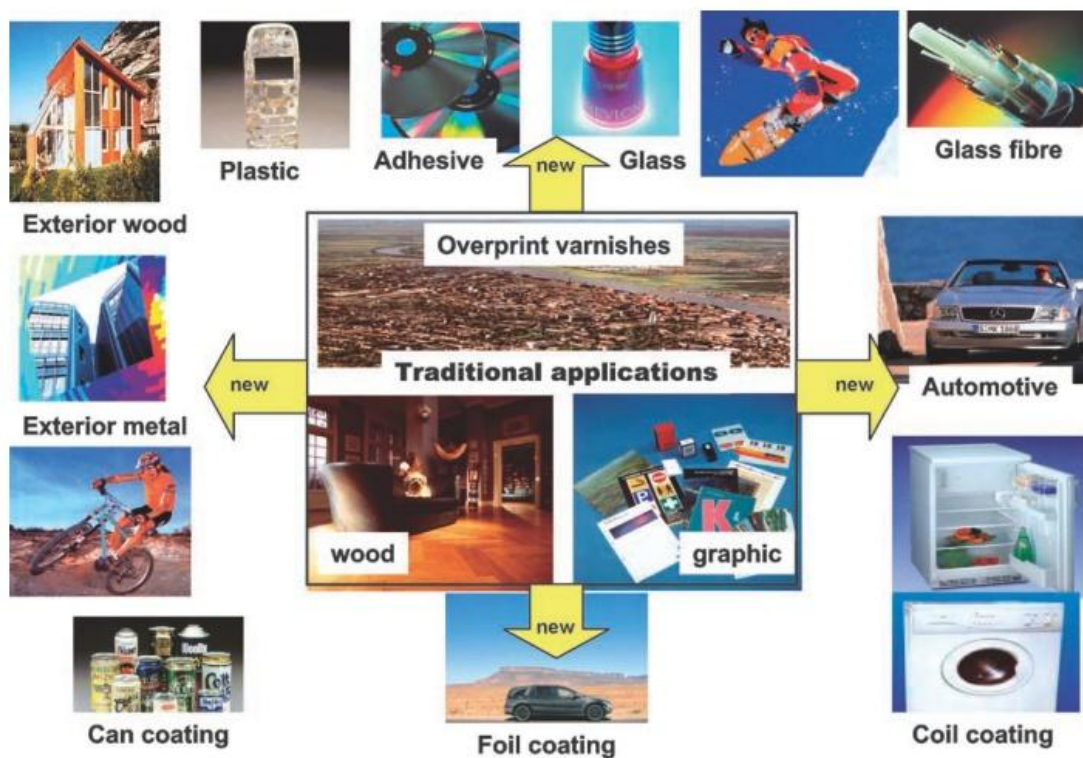 Plastic
Adhesive
new
Glass
Glass fibre
Exterior wood
Overprint varnishes
new
Traditional applications
new
Automotive
Exterior metal
wood
graphic
K
P
new
Can coating
Foil coating
Coil coating